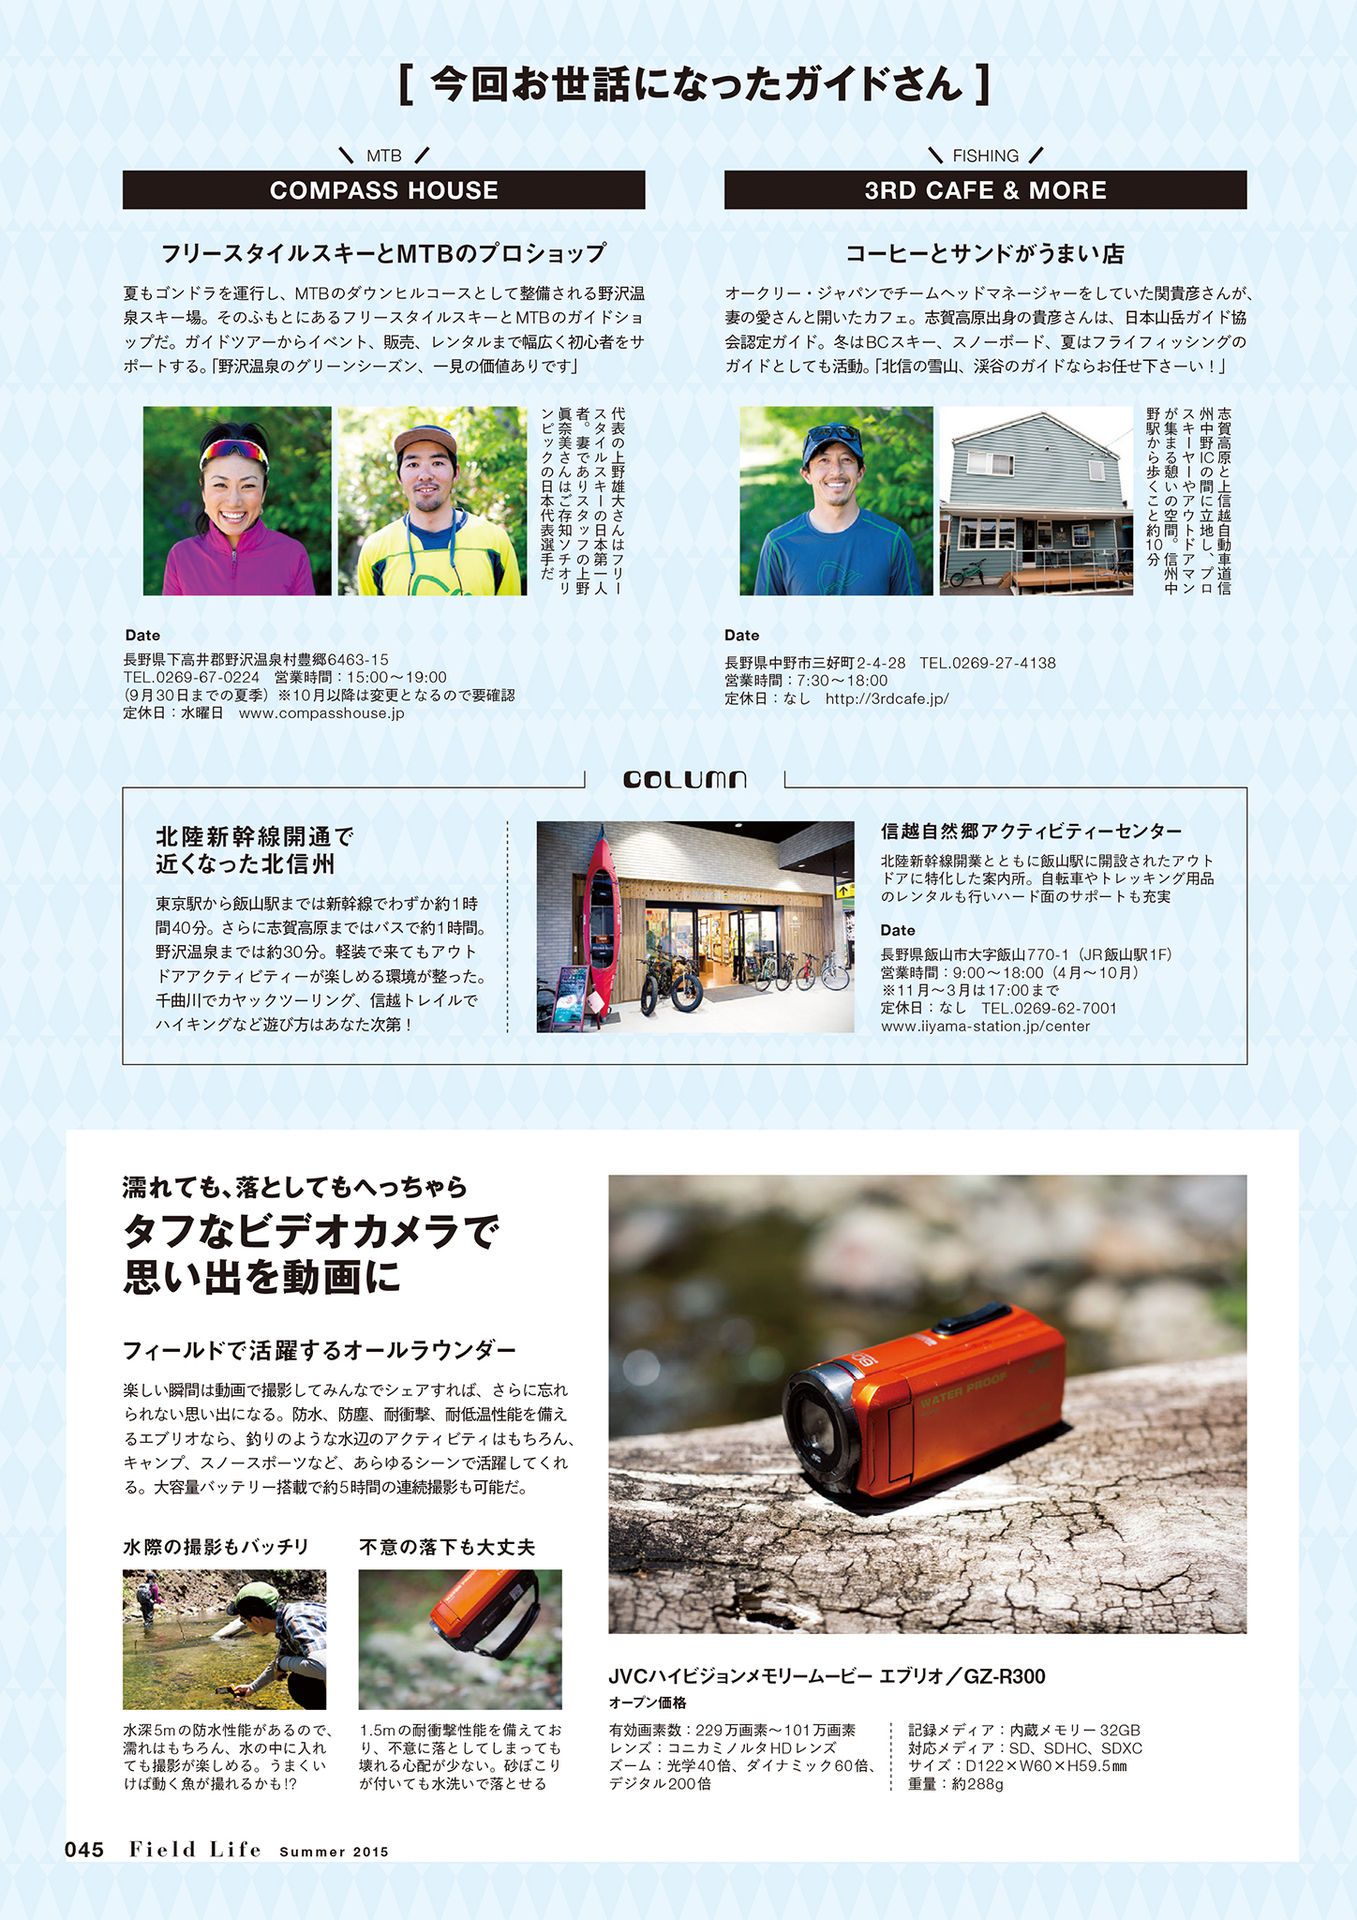 [ 今回お世話になったガイドさん ]
MTB
COMPASS HOUSE
フリースタイルスキーとMTBのプロショップ
夏もゴンドラを運行し、MTBのダウンヒルコースとして整備される野沢温
泉スキー場。そのふもとにあるフリースタイルスキーとMTBのガイドショ
ップだ。ガイドツアーからイベント、販売、レンタルまで幅広く初心者をサ
ポートする。「野沢温泉のグリーンシーズン、一見の価値ありです」
代表の上野雄大さんはフリー
スタイルスキーの日本第一人
者。妻でありスタッフの上野
眞奈美さんはご存知ソチオリ
ンピックの日本代表選手だ
Date
長野県下高井郡野沢温泉村豊郷6463-15
TEL.0269-67-0224　営業時間：15:00～19:00
（9月30日までの夏季）※10月以降は変更となるので要確認
定休日：水曜日　www.compasshouse.jp
FISHING
3RD CAFE & MORE
コーヒーとサンドがうまい店
オークリー・ジャパンでチームヘッドマネージャーをしていた関貴彦さんが、
妻の愛さんと開いたカフェ。志賀高原出身の貴彦さんは、日本山岳ガイド協
会認定ガイド。冬はBCスキー、スノーボード、夏はフライフィッシングの
ガイドとしても活動。「北信の雪山、渓谷のガイドならお任せ下さーい！」
志賀高原と上信越自動車道信
州中野ICの間に立地し、プロ
スキーヤーやアウトドアマン
が集まる憩いの空間。信州中
野駅から歩くこと約10分
Date
長野県中野市三好町2-4-28　TEL.0269-27-4138
営業時間：7:30～18:00
定休日：なし　http://3rdcafe.jp/
COLUMN
北陸新幹線開通で
近くなった北信州
東京駅から飯山駅までは新幹線でわずか約1時
間40分。さらに志賀高原まではバスで約1時間。
野沢温泉までは約30分。軽装で来てもアウト
ドアアクティビティーが楽しめる環境が整った。
千曲川でカヤックツーリング、信越トレイルで
ハイキングなど遊び方はあなた次第！
信越自然郷アクティビティーセンター
北陸新幹線開業とともに飯山駅に開設されたアウト
ドアに特化した案内所。自転車やトレッキング用品
のレンタルも行いハード面のサポートも充実
Date
長野県飯山市大字飯山770-1（JR飯山駅1F）
営業時間：9:00～18:00（4月～10月）
※11月～3月は17:00まで
定休日：なし　TEL.0269-62-7001
www.iiyama-station.jp/center
濡れても、落としてもへっちゃら
タフなビデオカメラで
思い出を動画に
フィールドで活躍するオールラウンダー
楽しい瞬間は動画で撮影してみんなでシェアすれば、さらに忘れ
られない思い出になる。防水、防塵、耐衝撃、耐低温性能を備え
るエブリオなら、釣りのような水辺のアクティビティはもちろん、
キャンプ、スノースポーツなど、あらゆるシーンで活躍してくれ
る。大容量バッテリー搭載で約5時間の連続撮影も可能だ。
水際の撮影もバッチリ
水深5mの防水性能があるので、
濡れはもちろん、水の中に入れ
ても撮影が楽しめる。うまくい
けば動く魚が撮れるかも!?
不意の落下も大丈夫
1.5mの耐衝撃性能を備えてお
り、不意に落としてしまっても
壊れる心配が少ない。砂ぼこり
が付いても水洗いで落とせる
WATER PROOF
JVC
JVCハイビジョンメモリームービー エブリオ／GZ-R300
オープン価格
有効画素数：229万画素～101万画素
レンズ：コニカミノルタHDレンズ
ズーム：光学40倍、ダイナミック60倍、
デジタル200倍
記録メディア：内蔵メモリー32GB
対応メディア：SD、SDHC、SDXC
サイズ：D122×W60×H59.5㎜
重量：約288g
045 Field Life Summer 2015